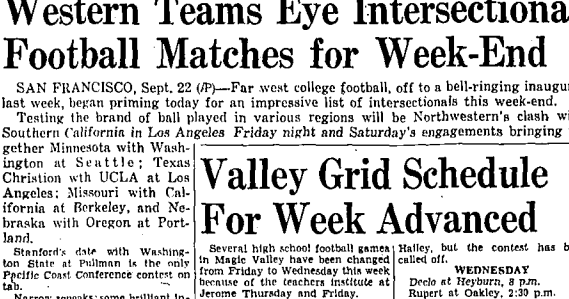 Western Teams Eye Intersectiona
Football Matches for Week-End
SAN FRANCISCO, Sept. 22 (/P)—Far west college football, off to a bell-ringing inaugu
last week, began priming today for an impressive list of intersectionals this week-end.
Testing the brand of ball played in various regions will be Northwestern's clash wi
Southern California in Los Angeles Friday night and Saturday's engagements bringing
gether Minnesota with Wash-
ington at Seattle; Texas
Christion wth UCLA at Los
Angeles; Missouri with Cal-
ifornia at Berkeley, and Ne-
braska with Oregon at Port-
land.
Stanford's date with Washing-
ton State at Pullman is the only
Pacific Coast Conference contest on
tab.
Narrow squeaks; some brilliant in-
Valley Grid Schedule
For Week Advanced
Several high school football games
in Magic Valley have been changed
from Friday to Wednesday this week
because of the teachers institute at
Jerome Thursday and Friday.
Hailey, but the contest has b
called off.
WEDNESDAY
Declo at Heyburn, 8 p.m.
Rupert at Oakley, 2:30 p.m.